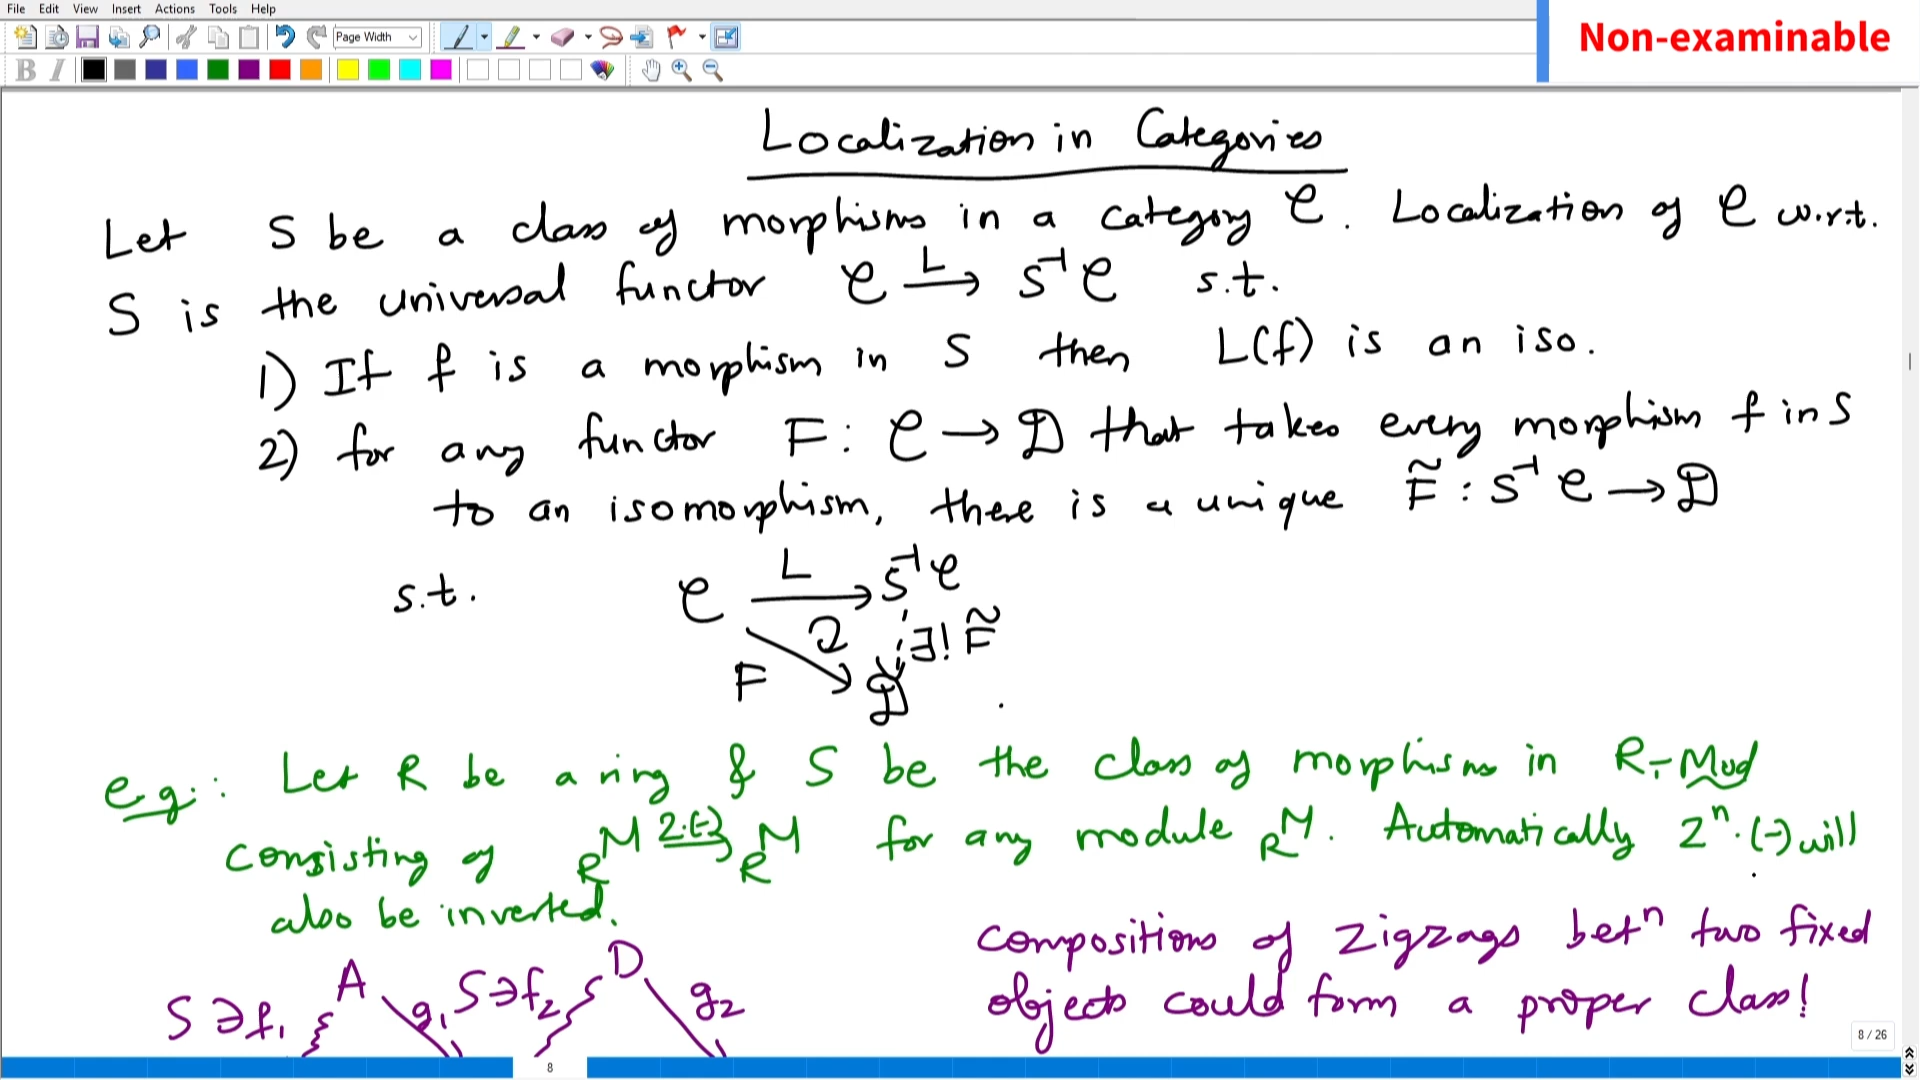 File Edit View Insert Actions Tools Help
Page Width
Non-examinable
Localization in Categories
Let S be a class of morphisms in a category C. Localization of C w.r.t.
S is the universal functor C —L→ S⁻¹C s.t.
1) If f is a morphism in S then L(f) is an iso.
2) for any functor F: C → D that takes every morphism f in S
to an isomorphism, there is a unique F̃ : S⁻¹C → D
s.t. C —L→ S⁻¹C
∃! F̃
F
D
e.g.: Let R be a ring & S be the class of morphisms in R-Mod
consisting of RM 2.(-)→ RM for any module RM. Automatically 2ⁿ.(-) will
also be inverted.
compositions of zigzags betⁿ two fixed
objects could form a proper class!
A D
S∋f₁ g₁ S∋f₂ g₂
8 / 26
8